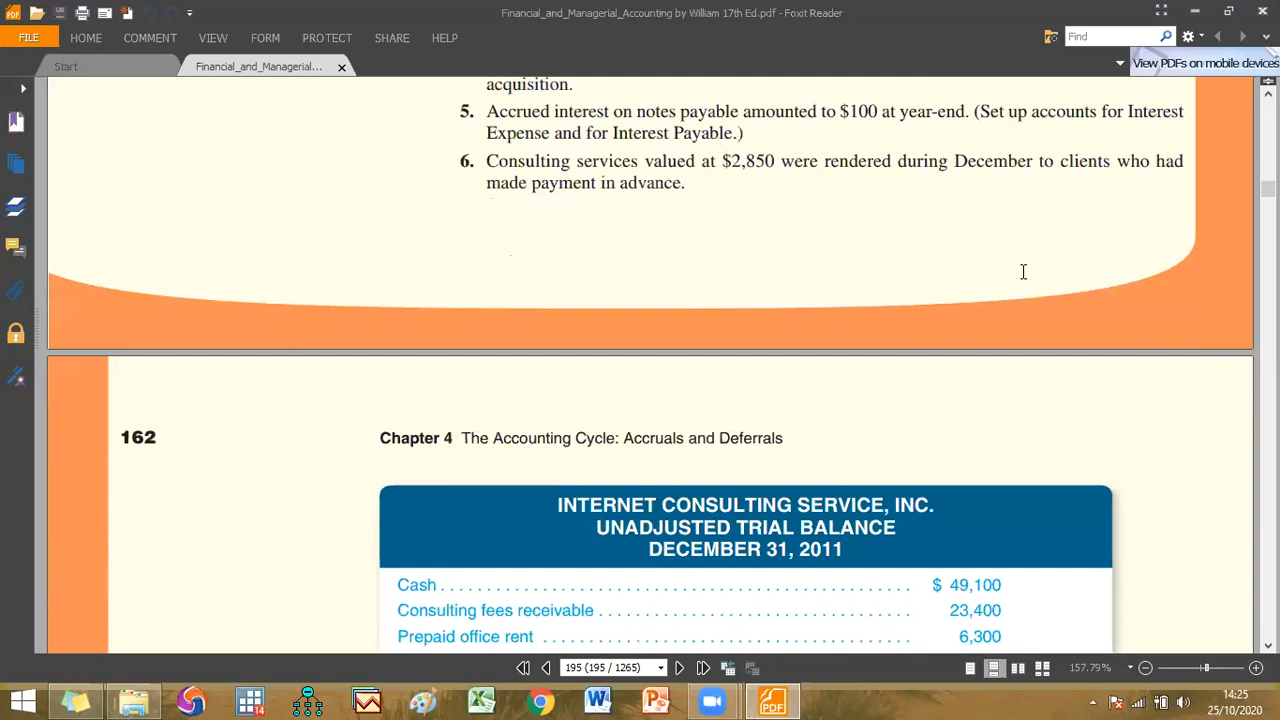 Financial_and_Managerial_Accounting by William 17th Ed.pdf - Foxit Reader
FILE HOME COMMENT VIEW FORM PROTECT SHARE HELP
Find
Start
Financial_and_Managerial...
View PDFs on mobile devices
acquisition.
5. Accrued interest on notes payable amounted to $100 at year-end. (Set up accounts for Interest
Expense and for Interest Payable.)
6. Consulting services valued at $2,850 were rendered during December to clients who had
made payment in advance.
162
Chapter 4 The Accounting Cycle: Accruals and Deferrals
INTERNET CONSULTING SERVICE, INC.
UNADJUSTED TRIAL BALANCE
DECEMBER 31, 2011
Cash . . . . . . . . . . . . . . . . . . . . . . . . . . . . . . . . . . . . . . . . . $ 49,100
Consulting fees receivable . . . . . . . . . . . . . . . . . . . . . . . . . . . 23,400
Prepaid office rent . . . . . . . . . . . . . . . . . . . . . . . . . . . . . . . . 6,300
195 (195 / 1265)
157.79%
14
PDF
14:25
25/10/2020